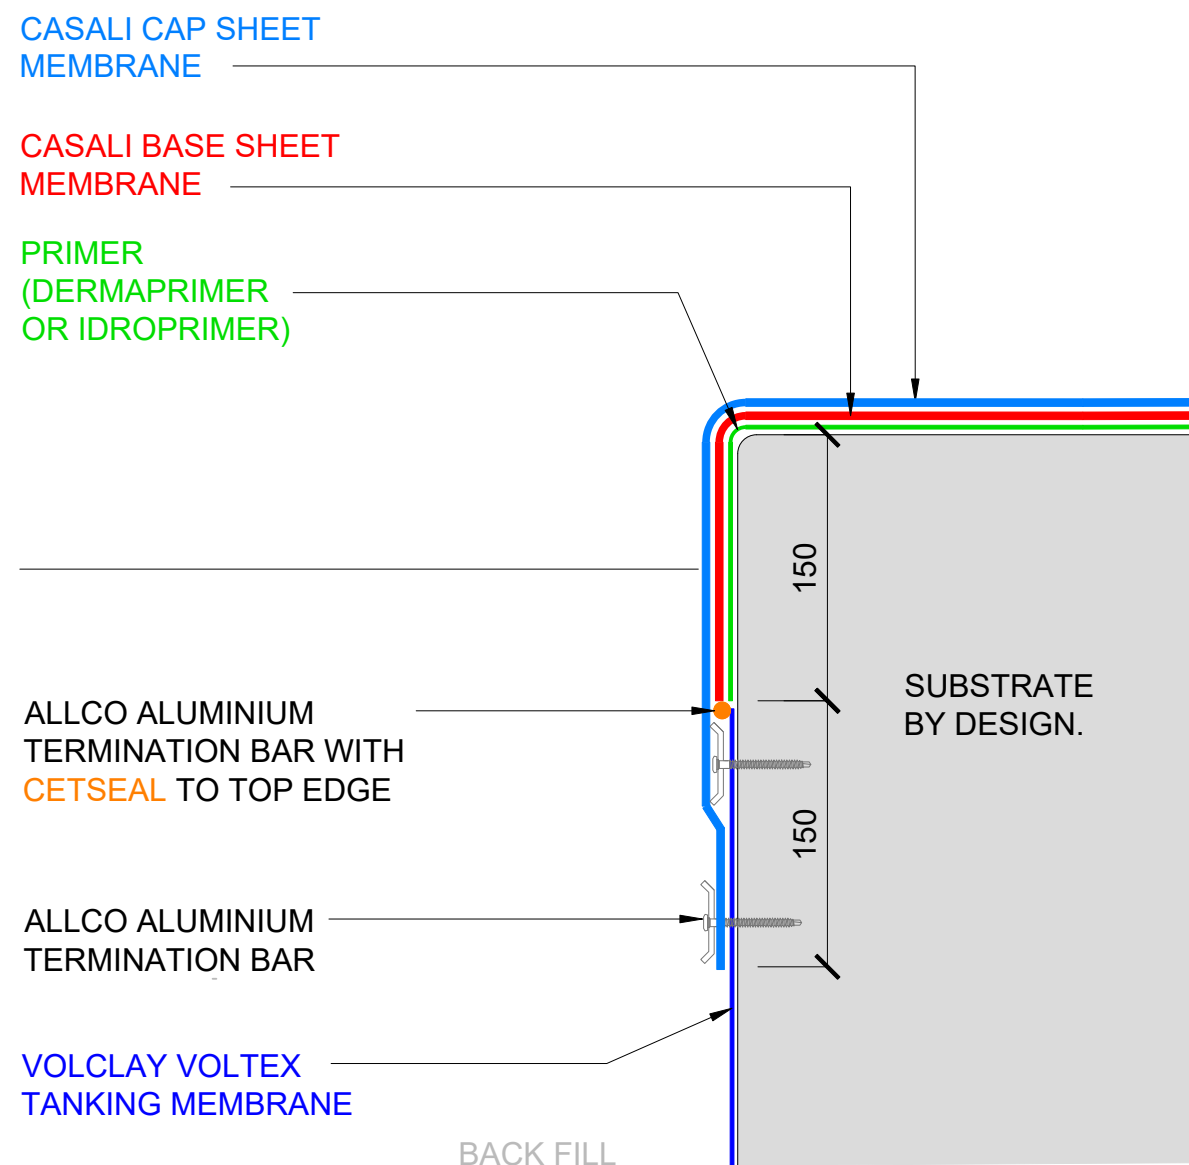 CASALI CAP SHEET
MEMBRANE
CASALI BASE SHEET
MEMBRANE
PRIMER
(DERMAPRIMER
OR IDROPRIMER)
150
SUBSTRATE
BY DESIGN.
ALLCO ALUMINIUM
TERMINATION BAR WITH
CETSEAL TO TOP EDGE
150
ALLCO ALUMINIUM
TERMINATION BAR
VOLCLAY VOLTEX
TANKING MEMBRANE
BACK FILL